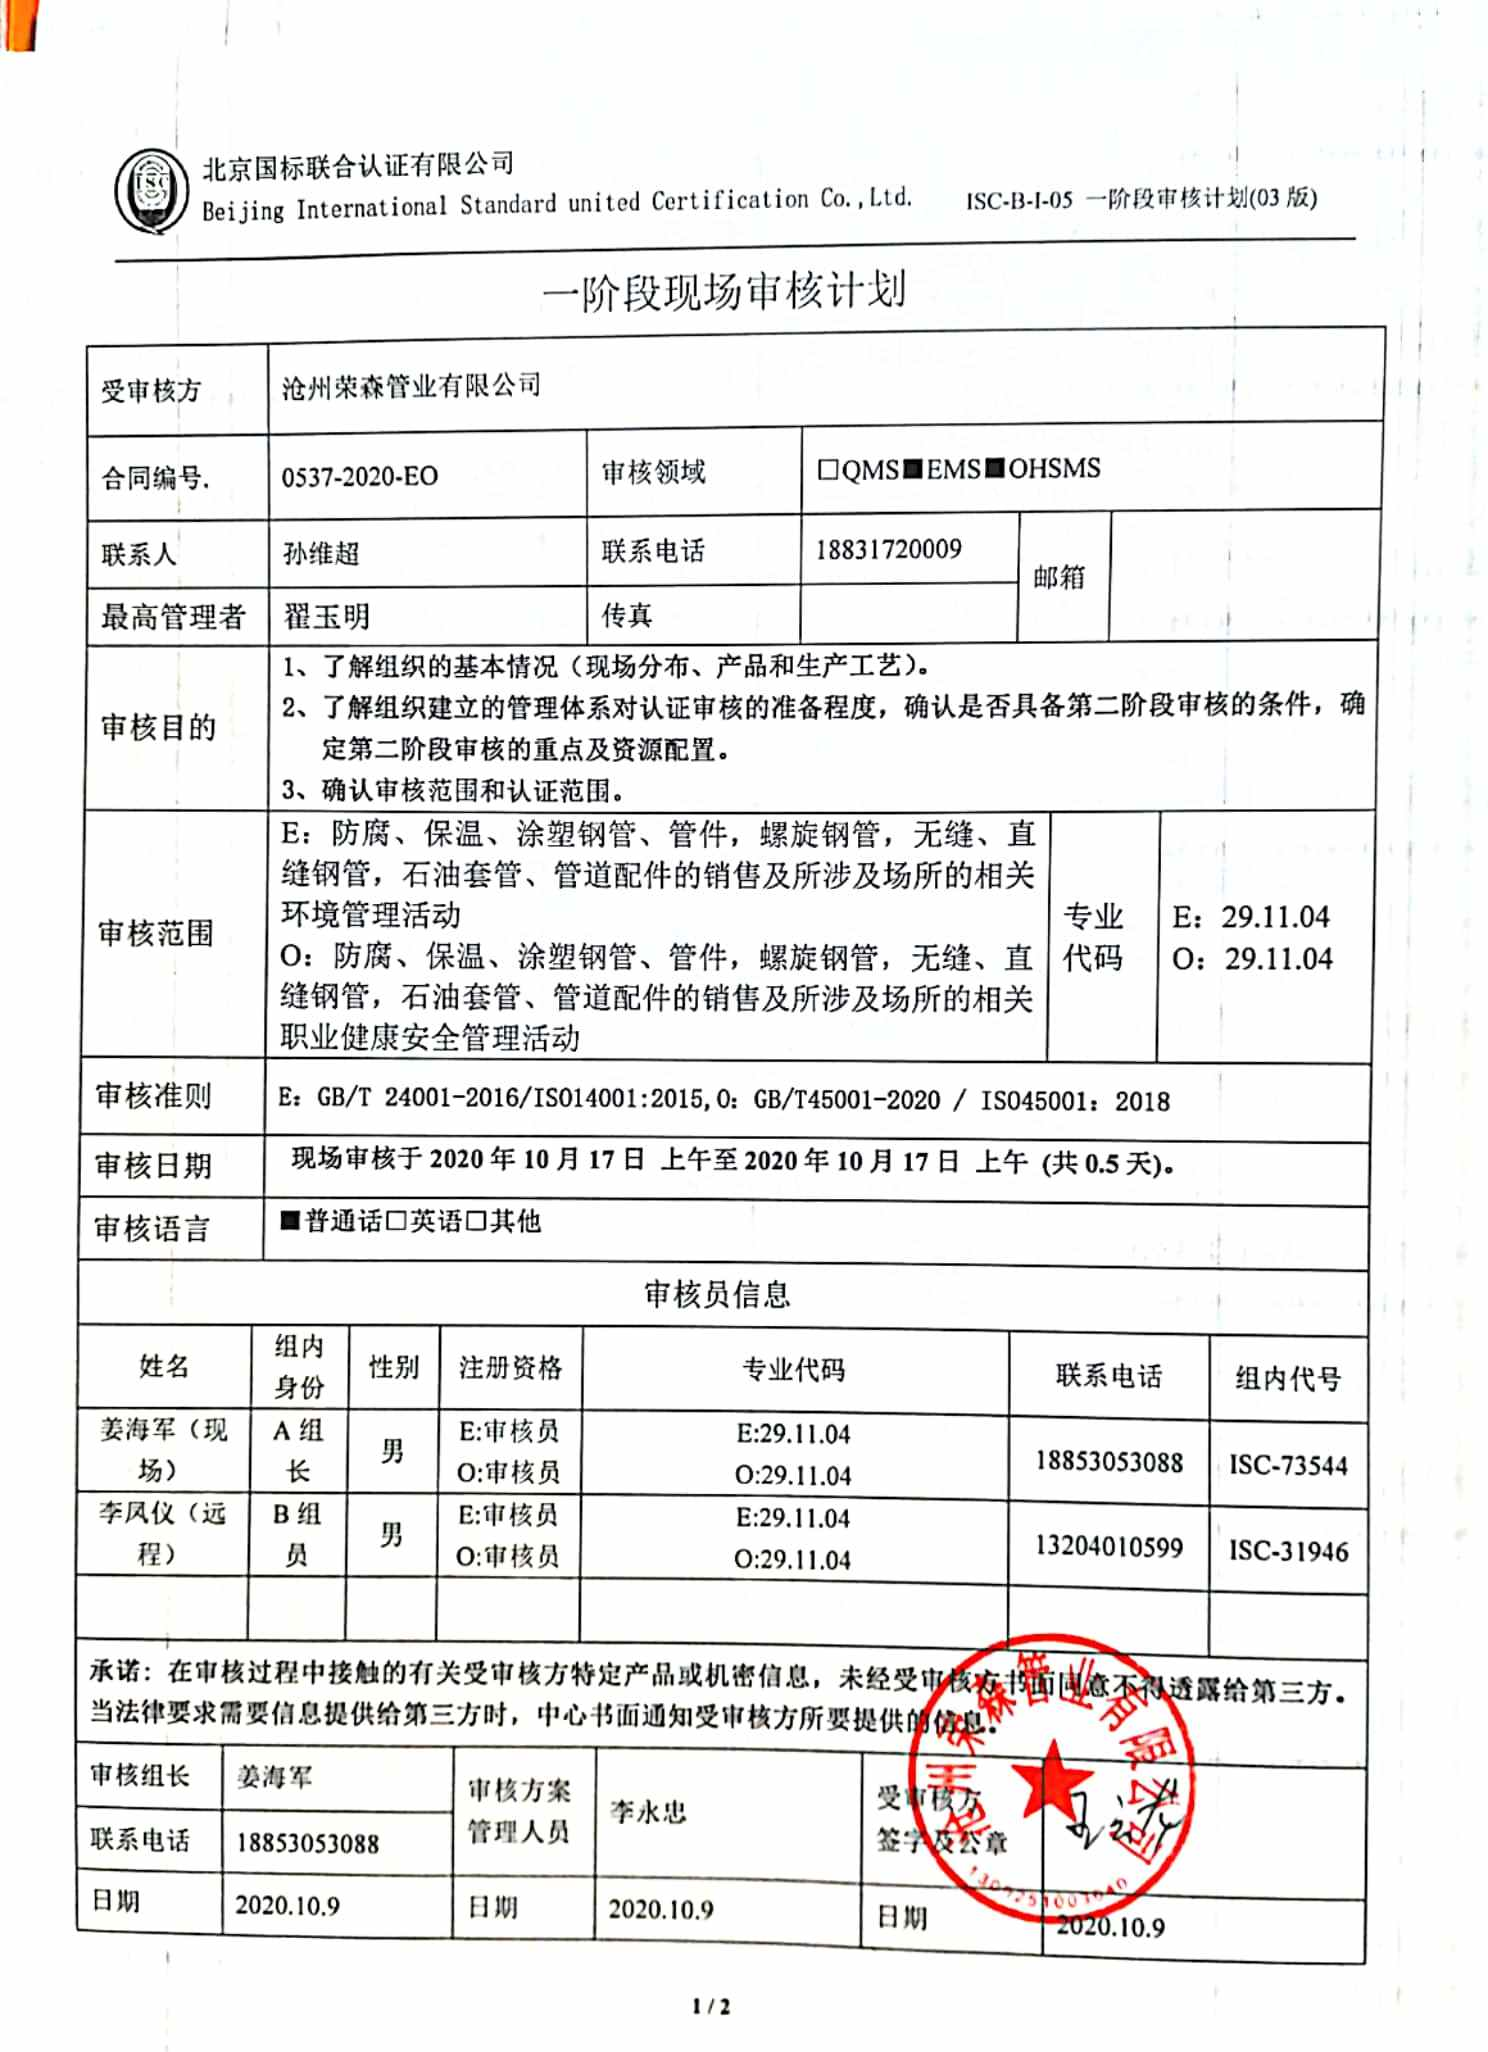 北京国标联合认证有限公司
Beijing International Standard united Certification Co.,Ltd. ISC-B-I-05 一阶段审核计划(03 版)
一阶段现场审核计划
受审核方 沧州荣森管业有限公司
合同编号. 0537-2020-EO 审核领域 □QMS■EMS■OHSMS
联系人 孙维超 联系电话 18831720009 邮箱
最高管理者 翟玉明 传真
审核目的
1、了解组织的基本情况（现场分布、产品和生产工艺）。
2、了解组织建立的管理体系对认证审核的准备程度，确认是否具备第二阶段审核的条件，确
定第二阶段审核的重点及资源配置。
3、确认审核范围和认证范围。
审核范围
E：防腐、保温、涂塑钢管、管件，螺旋钢管，无缝、直
缝钢管，石油套管、管道配件的销售及所涉及场所的相关
环境管理活动
O：防腐、保温、涂塑钢管、管件，螺旋钢管，无缝、直
缝钢管，石油套管、管道配件的销售及所涉及场所的相关
职业健康安全管理活动
专业
代码
E：29.11.04
O：29.11.04
审核准则 E：GB/T 24001-2016/ISO14001:2015,O：GB/T45001-2020 / ISO45001：2018
审核日期 现场审核于 2020 年 10 月 17 日 上午至 2020 年 10 月 17 日 上午 (共 0.5 天)。
审核语言 ■普通话□英语□其他
审核员信息
姓名 组内
身份 性别 注册资格 专业代码 联系电话 组内代号
姜海军（现
场） A 组
长 男 E:审核员
O:审核员 E:29.11.04
O:29.11.04 18853053088 ISC-73544
李凤仪（远
程） B 组
员 男 E:审核员
O:审核员 E:29.11.04
O:29.11.04 13204010599 ISC-31946
承诺：在审核过程中接触的有关受审核方特定产品或机密信息，未经受审核方书面同意不得透露给第三方。
当法律要求需要信息提供给第三方时，中心书面通知受审核方所要提供的信息。
审核组长 姜海军
联系电话 18853053088
审核方案
管理人员 李永忠
受审核方
签字及公章
沧州荣森管业有限公司
日期 2020.10.9 日期 2020.10.9 日期 2020.10.9
1 / 2